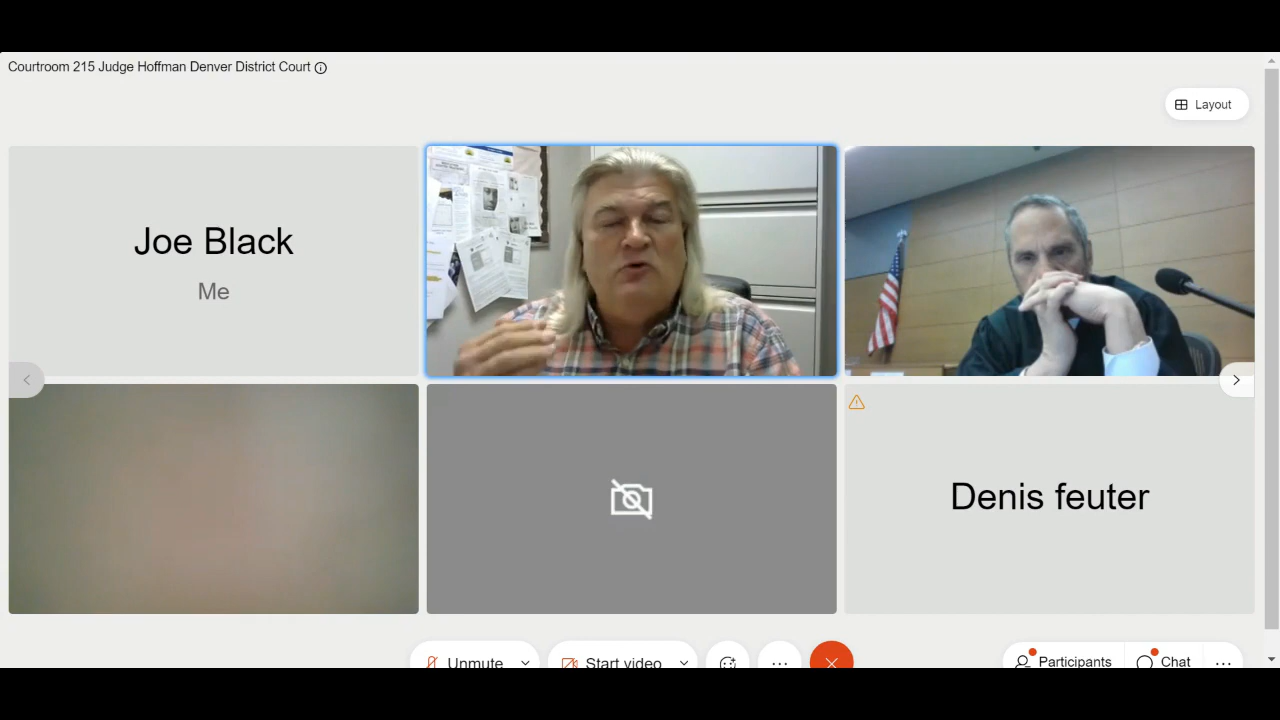 Courtroom 215 Judge Hoffman Denver District Court
Layout
Joe Black
Me
Denis feuter
Unmute
Start video
Participants
Chat